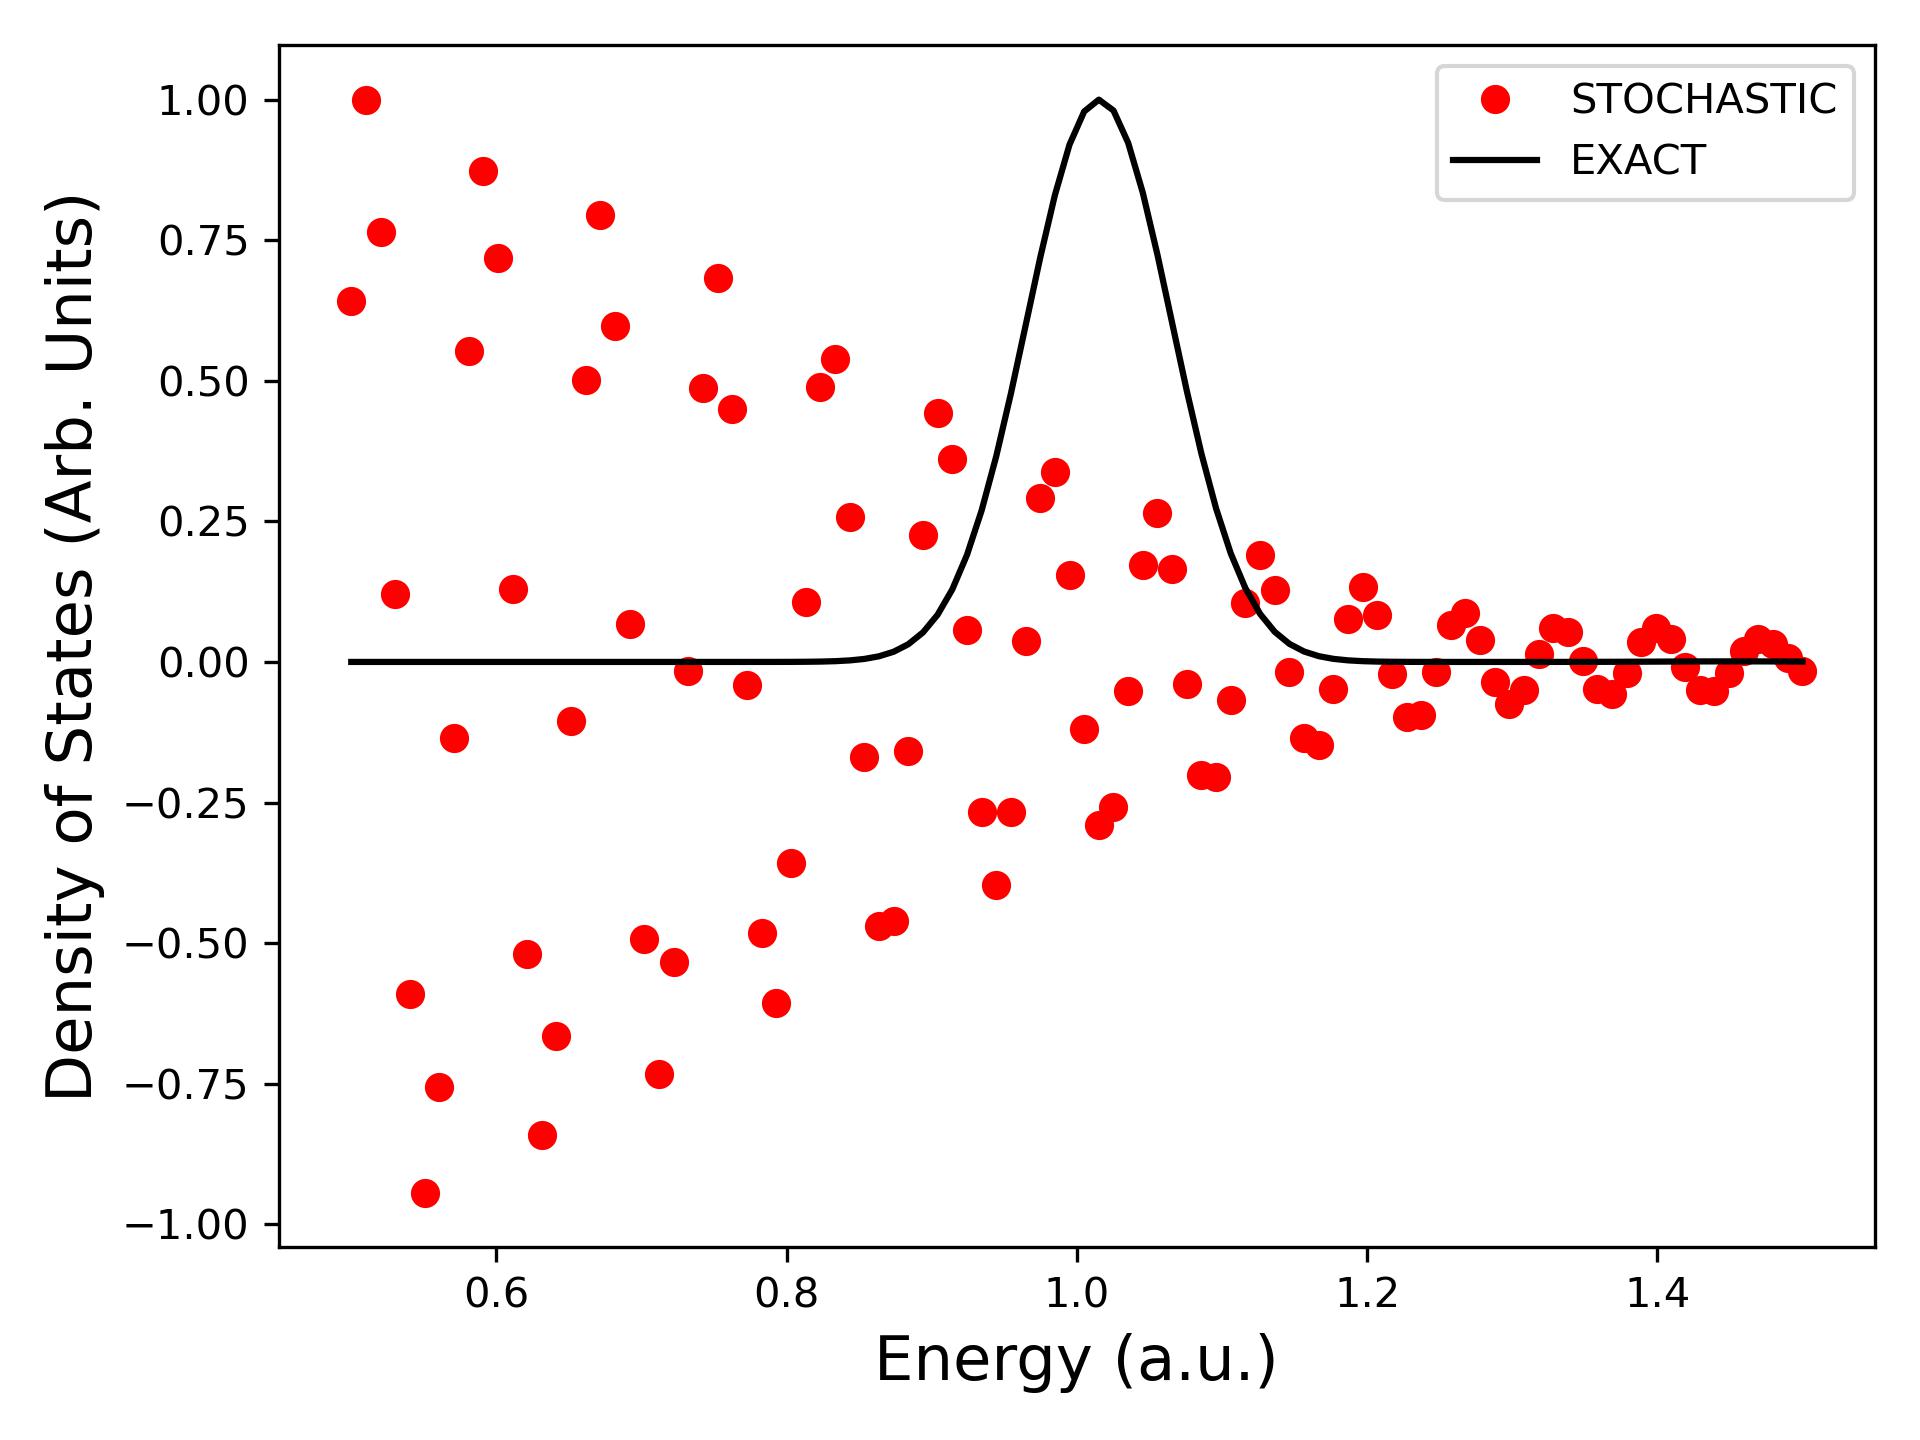 1.00
0.75
0.50
0.25
0.00
−0.25
−0.50
−0.75
−1.00
Density of States (Arb. Units)
STOCHASTIC
EXACT
0.6 0.8 1.0 1.2 1.4
Energy (a.u.)